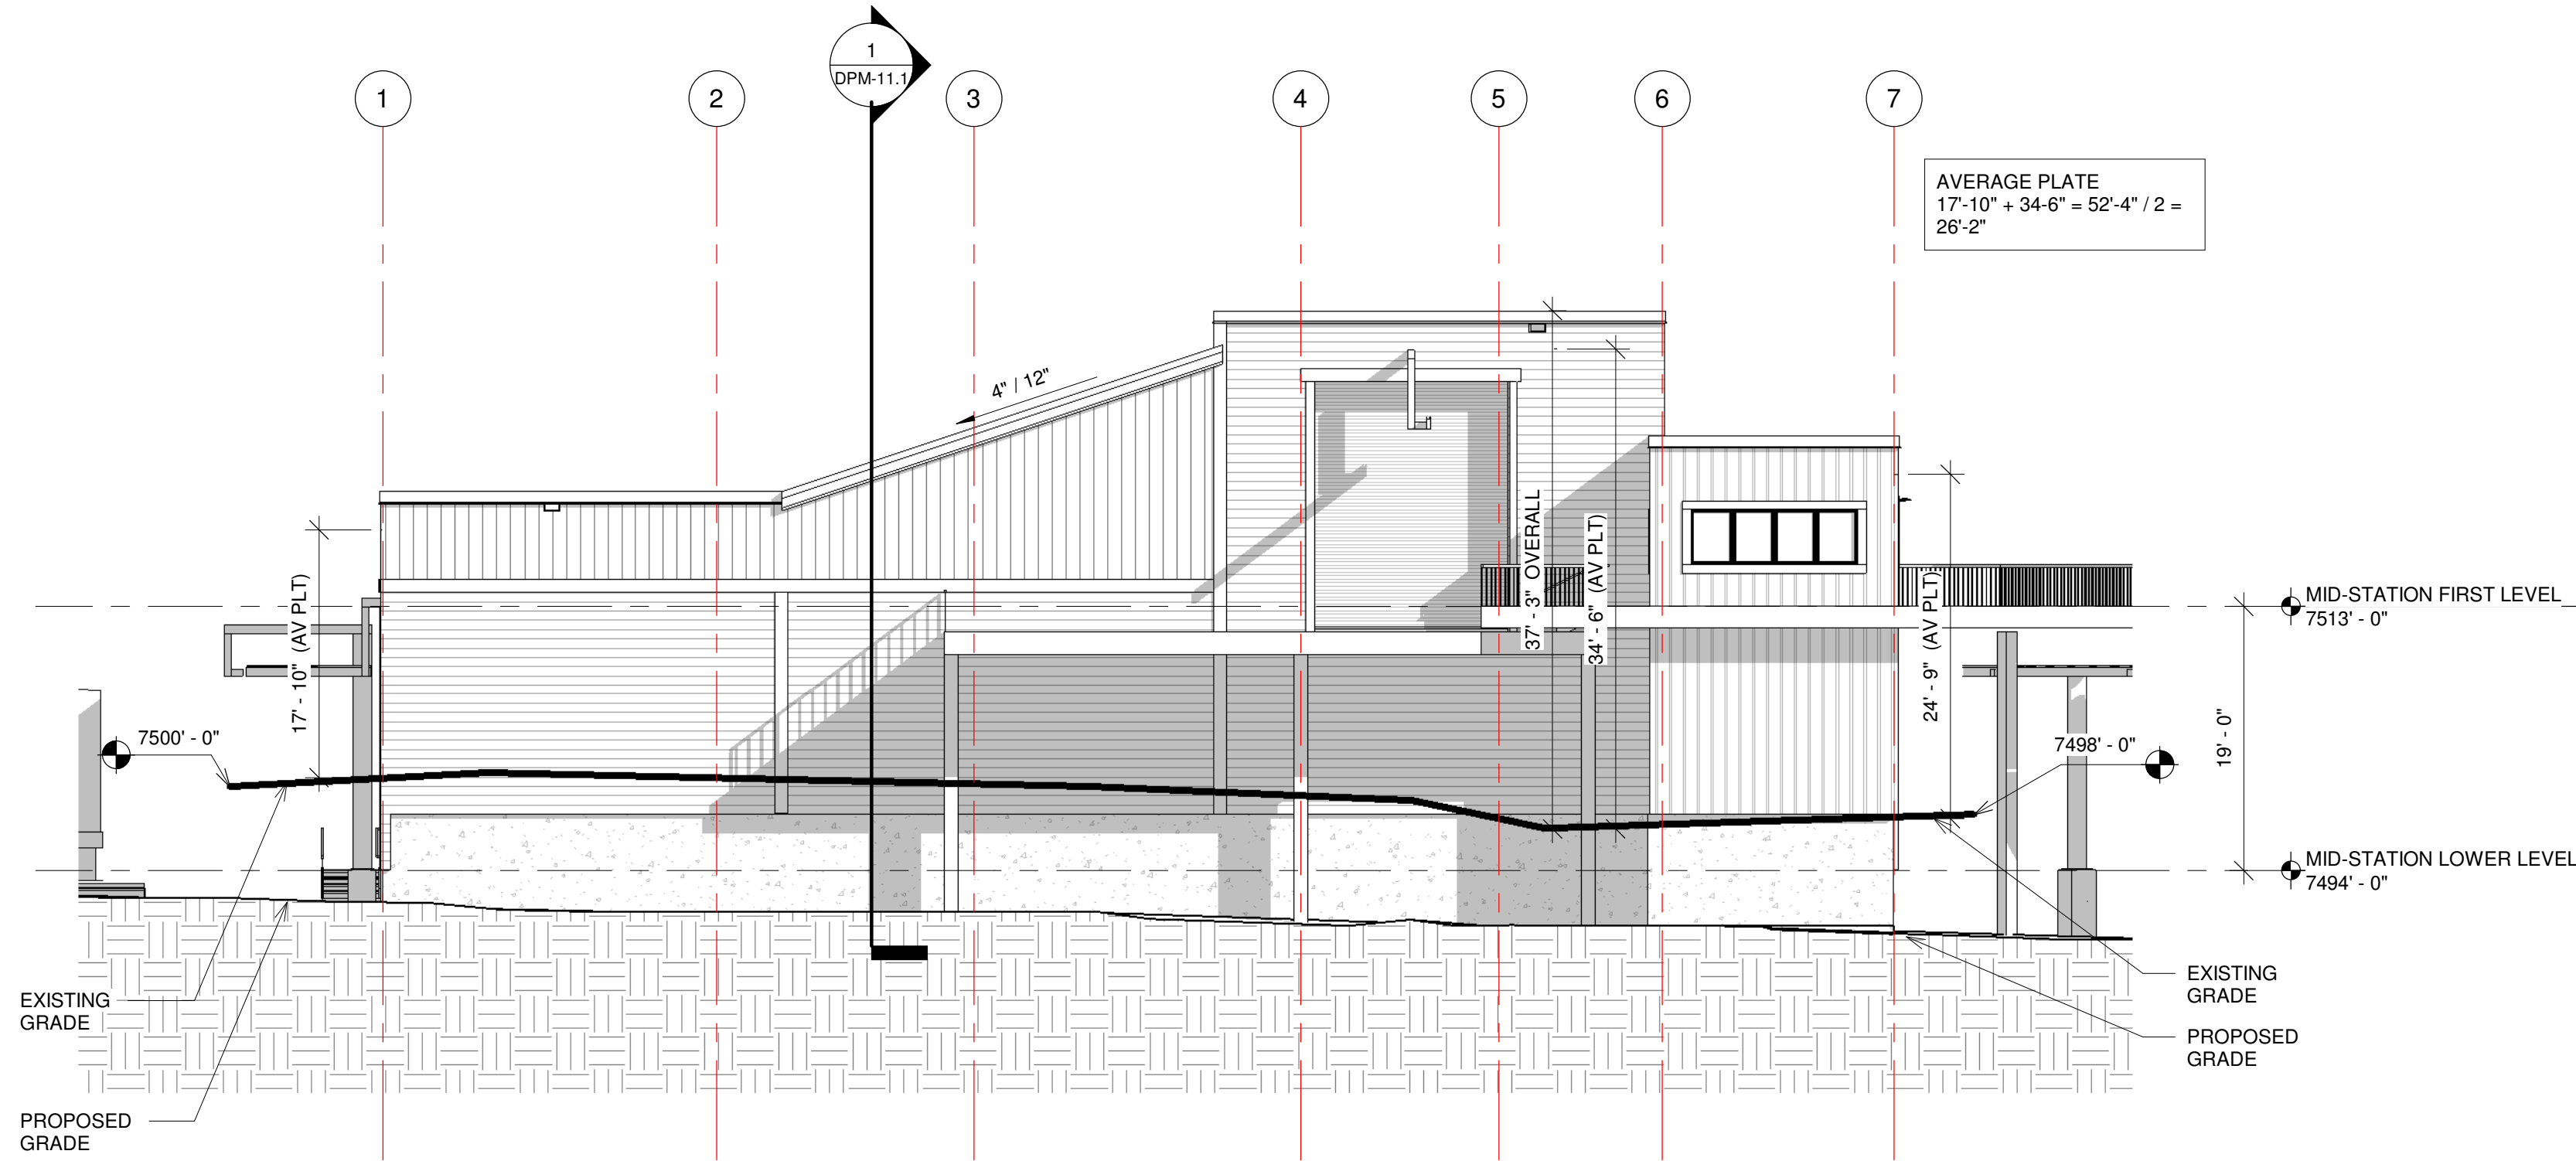 1
DPM-11.1
1
2
3
4
5
6
7
AVERAGE PLATE
17'-10" + 34-6" = 52'-4" / 2 =
26'-2"
4" / 12"
17' - 10" (AV PLT)
37' - 3" OVERALL
34' - 6" (AV PLT)
24' - 9" (AV PLT)
19' - 0"
MID-STATION FIRST LEVEL
7513' - 0"
7500' - 0"
7498' - 0"
MID-STATION LOWER LEVEL
7494' - 0"
EXISTING
GRADE
PROPOSED
GRADE
EXISTING
GRADE
PROPOSED
GRADE